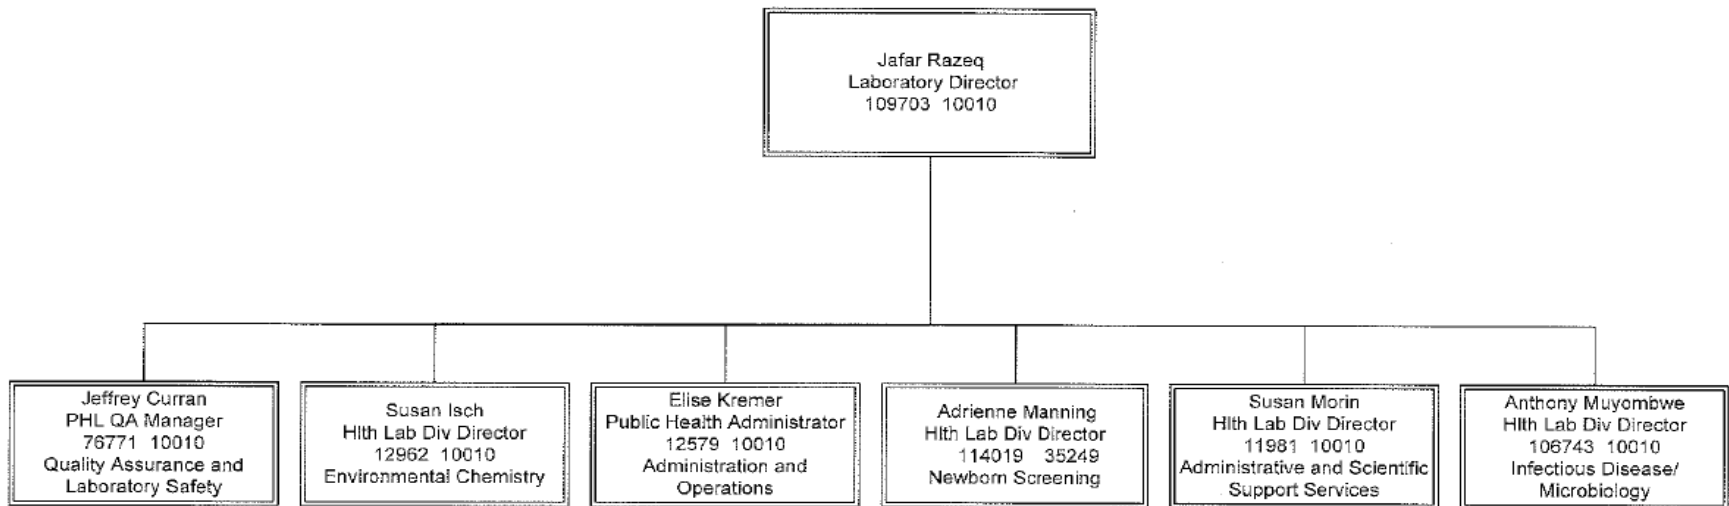 Jafar Razeq
Laboratory Director
109703 10010
Jeffrey Curran
PHL QA Manager
76771 10010
Quality Assurance and
Laboratory Safety
Susan Isch
Hlth Lab Div Director
12962 10010
Environmental Chemistry
Elise Kremer
Public Health Administrator
12579 10010
Administration and
Operations
Adrienne Manning
Hlth Lab Div Director
114019 35249
Newborn Screening
Susan Morin
Hlth Lab Div Director
11981 10010
Administrative and Scientific
Support Services
Anthony Muyombwe
Hlth Lab Div Director
106743 10010
Infectious Disease/
Microbiology